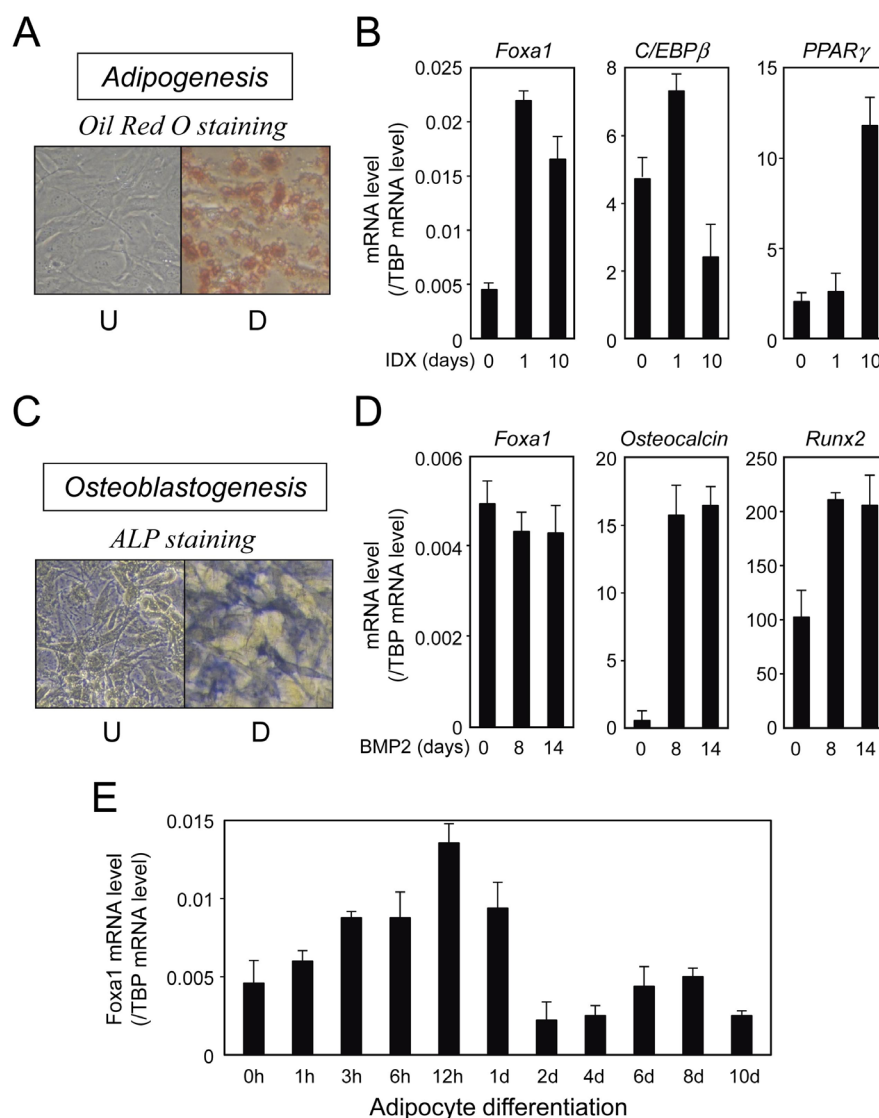 A
Adipogenesis
Oil Red O staining
U D
B
Foxa1 C/EBPβ PPARγ
mRNA level
(/TBP mRNA level)
0.025
0.02
0.015
0.01
0.005
0
8
6
4
2
0
15
10
5
0
IDX (days) 0 1 10 0 1 10 0 1 10
C
Osteoblastogenesis
ALP staining
U D
D
Foxa1 Osteocalcin Runx2
mRNA level
(/TBP mRNA level)
0.006
0.004
0.002
0
20
15
10
5
0
250
200
150
100
50
0
BMP2 (days) 0 8 14 0 8 14 0 8 14
E
Foxa1 mRNA level
(/TBP mRNA level)
0.015
0.01
0.005
0
0h 1h 3h 6h 12h 1d 2d 4d 6d 8d 10d
Adipocyte differentiation